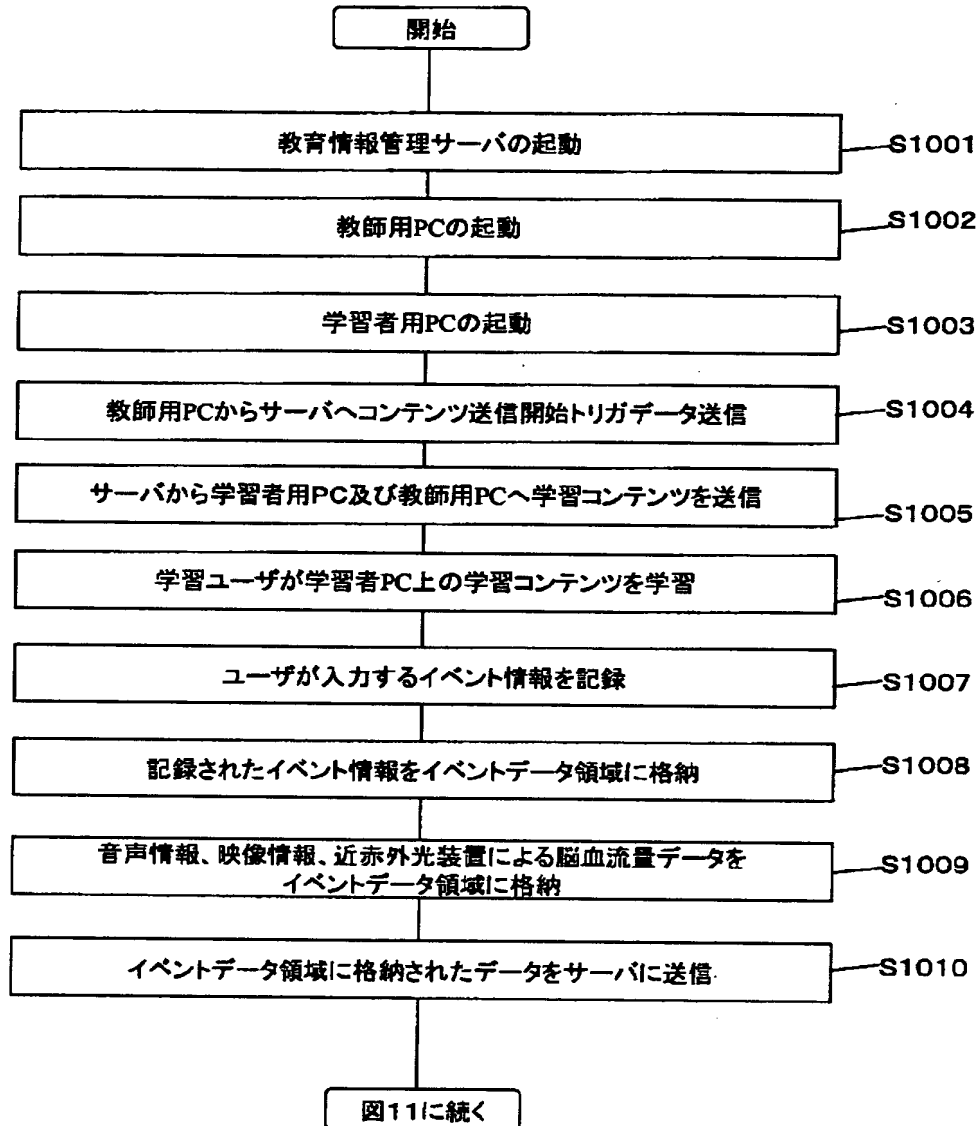 開始
教育情報管理サーバの起動
S1001
教師用PCの起動
S1002
学習者用PCの起動
S1003
教師用PCからサーバへコンテンツ送信開始トリガデータ送信
S1004
サーバから学習者用PC及び教師用PCへ学習コンテンツを送信
S1005
学習ユーザが学習者PC上の学習コンテンツを学習
S1006
ユーザが入力するイベント情報を記録
S1007
記録されたイベント情報をイベントデータ領域に格納
S1008
音声情報、映像情報、近赤外光装置による脳血流量データを
イベントデータ領域に格納
S1009
イベントデータ領域に格納されたデータをサーバに送信
S1010
図11に続く